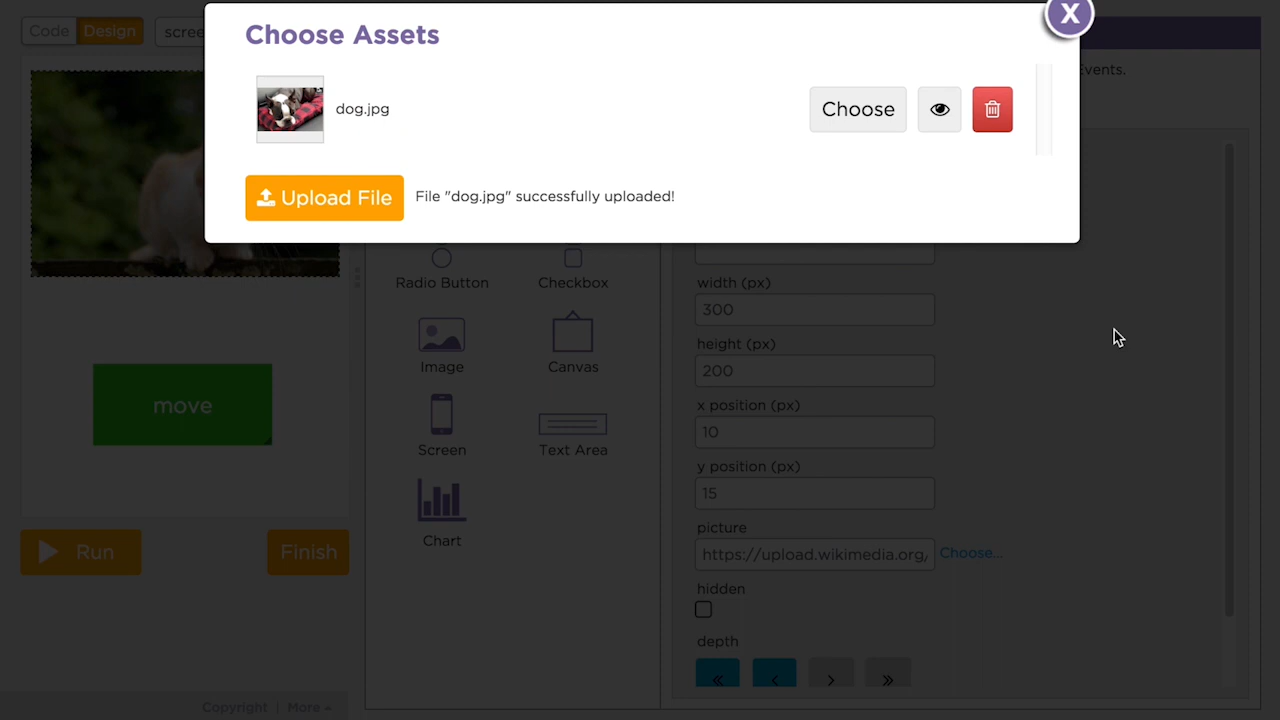 Code
Design
scree
Choose Assets
X
Events.
dog.jpg
Choose
Upload File
File "dog.jpg" successfully uploaded!
Radio Button
Checkbox
width (px)
300
height (px)
200
Image
Canvas
x position (px)
10
move
Screen
Text Area
y position (px)
15
picture
https://upload.wikimedia.org/
Choose...
Chart
Run
Finish
hidden
depth
Copyright
More